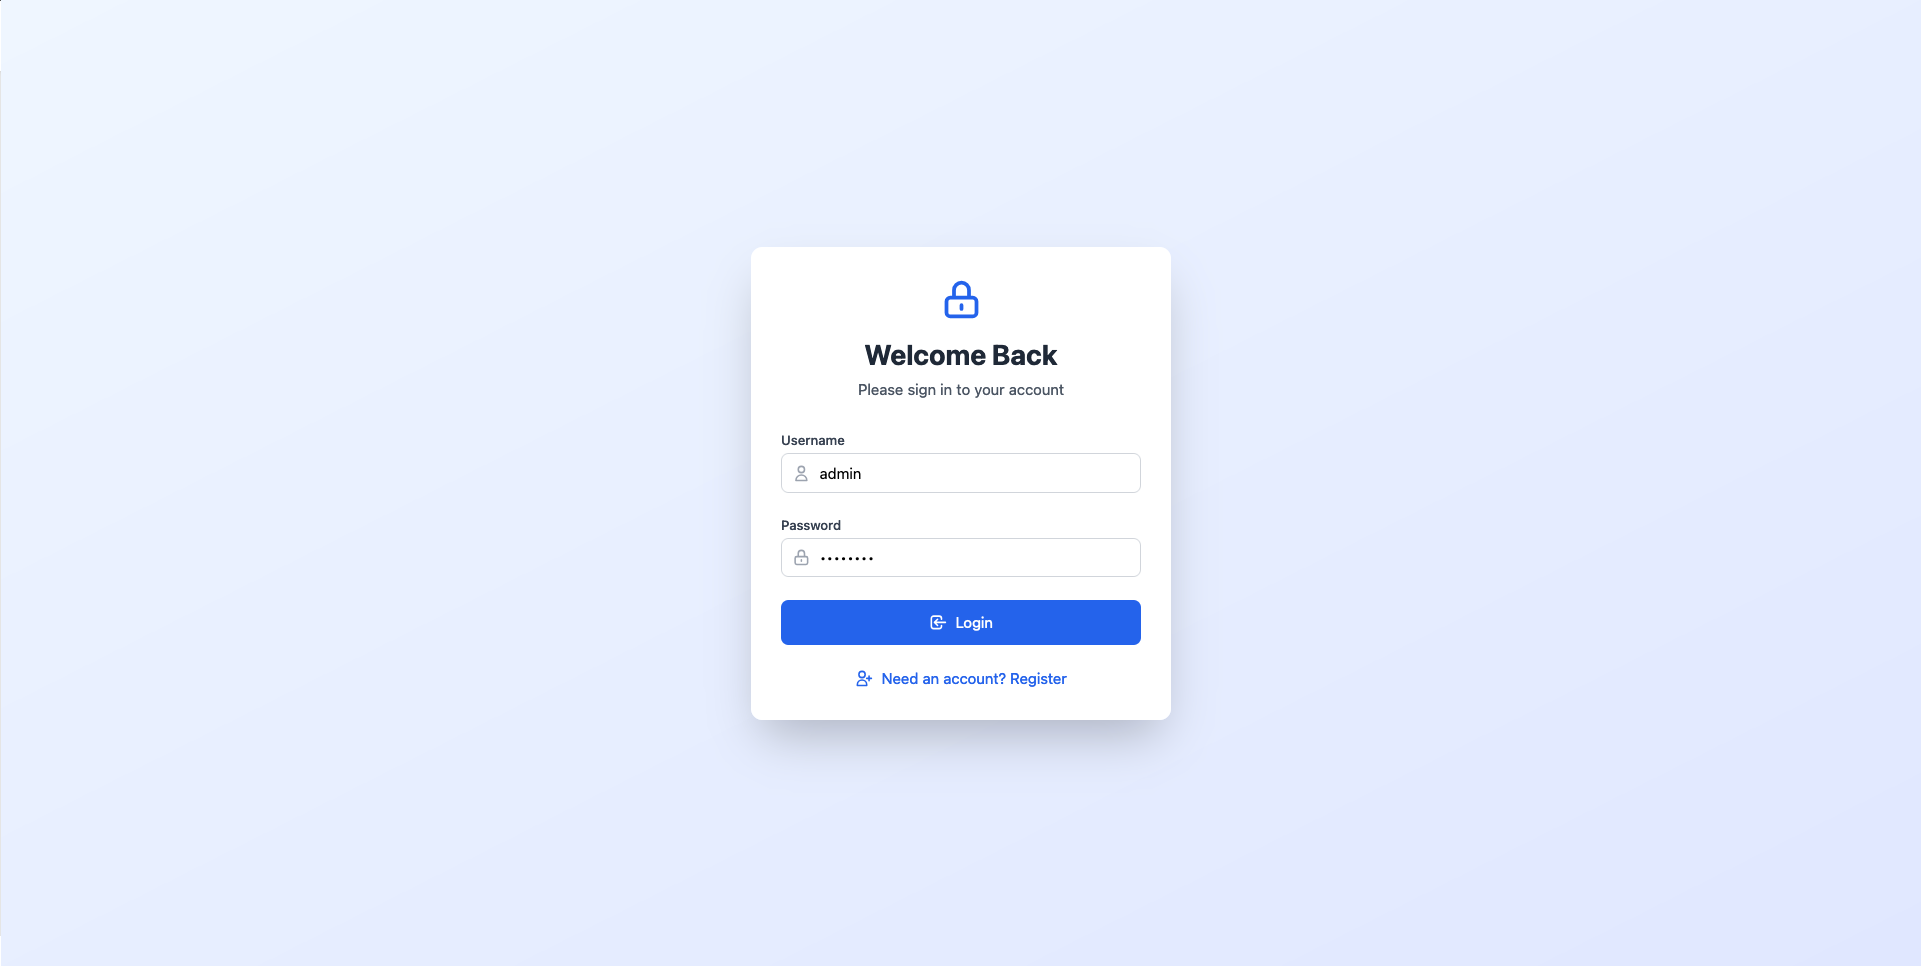 Welcome Back
Please sign in to your account
Username
admin
Password
••••••••
Login
Need an account? Register